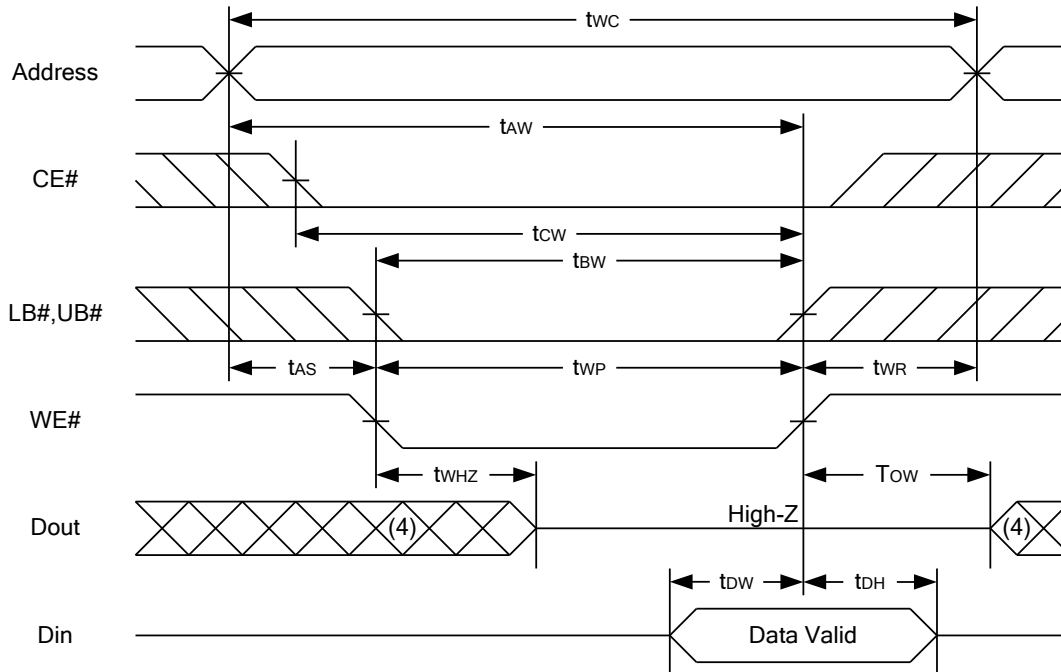 tWC
Address
tAW
CE#
tCW
tBW
LB#,UB#
tAS
tWP
tWR
WE#
tWHZ
TOW
Dout
(4)
High-Z
(4)
tDW
tDH
Din
Data Valid